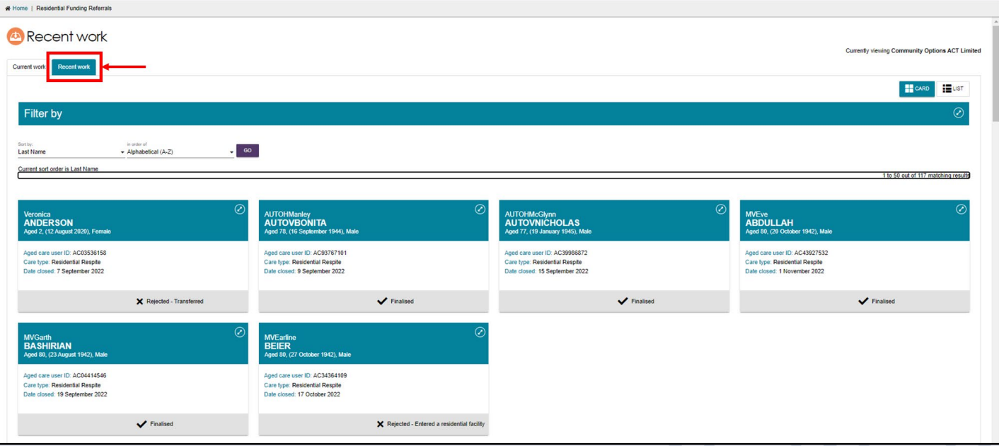 Home | Residential Funding Referrals
Recent work
Currently viewing Community Options ACT Limited
Current work Recent work
CARD LIST
Filter by
Sort by: in order of
Last Name Alphabetical (A-Z) GO
Current sort order is Last Name
1 to 50 out of 117 matching results
Veronica
ANDERSON
Aged 2, (12 August 2020), Female
Aged care user ID: AC03536158
Care type: Residential Respite
Date closed: 7 September 2022
Rejected - Transferred
AUTOHManley
AUTOVBONITA
Aged 78, (16 September 1944), Male
Aged care user ID: AC93767101
Care type: Residential Respite
Date closed: 9 September 2022
Finalised
AUTOHMcGlynn
AUTOVNICHOLAS
Aged 77, (19 January 1945), Male
Aged care user ID: AC39986872
Care type: Residential Respite
Date closed: 15 September 2022
Finalised
MVEve
ABDULLAH
Aged 80, (20 October 1942), Male
Aged care user ID: AC43927532
Care type: Residential Respite
Date closed: 1 November 2022
Finalised
MVGarth
BASHIRIAN
Aged 80, (23 August 1942), Male
Aged care user ID: AC04414546
Care type: Residential Respite
Date closed: 19 September 2022
Finalised
MVEarline
BEIER
Aged 80, (27 October 1942), Male
Aged care user ID: AC34364109
Care type: Residential Respite
Date closed: 17 October 2022
Rejected - Entered a residential facility